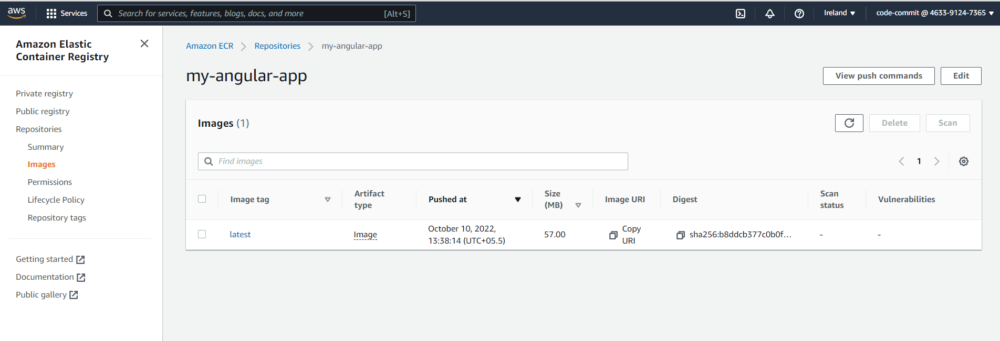 aws
Services
Search for services, features, blogs, docs, and more
[Alt+S]
Ireland
code-commit @ 4633-9124-7365
Amazon Elastic
Container Registry
Private registry
Public registry
Repositories
Summary
Images
Permissions
Lifecycle Policy
Repository tags
Getting started
Documentation
Public gallery
Amazon ECR
Repositories
my-angular-app
my-angular-app
View push commands
Edit
Images (1)
Delete
Scan
Find images
1
Image tag
Artifact
type
Pushed at
Size
(MB)
Image URI
Digest
Scan
status
Vulnerabilities
latest
Image
October 10, 2022,
13:38:14 (UTC+05.5)
57.00
Copy
URI
sha256:b8ddcb377c0b0f...
-
-